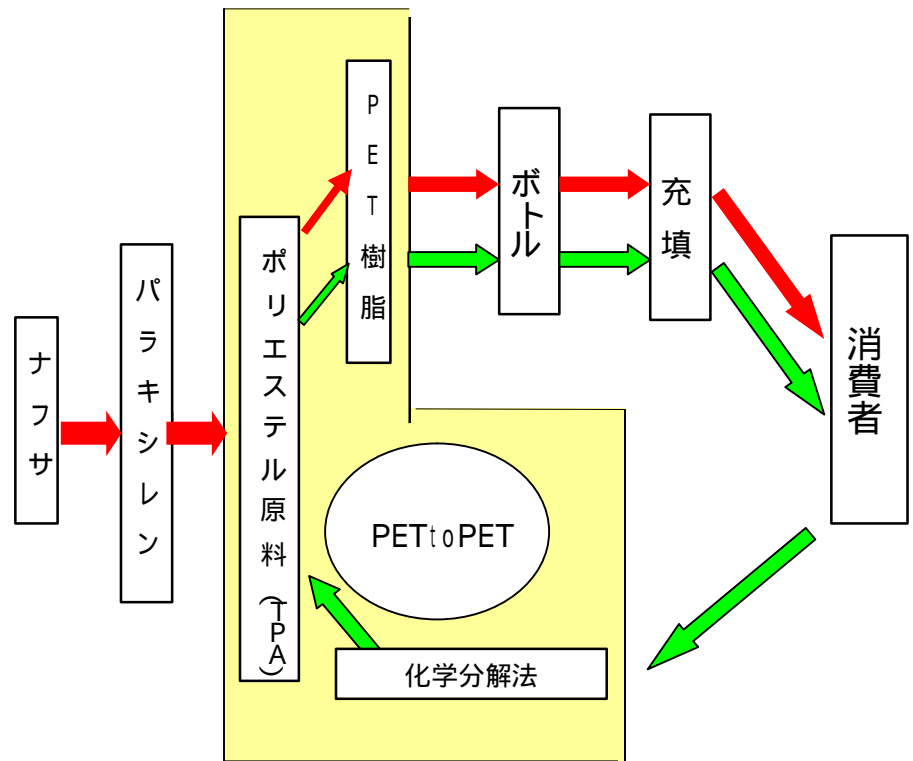 ナフサ
パラキシレン
ポリエステル原料(TPA)
PET樹脂
ボトル
充填
消費者
PETtoPET
化学分解法